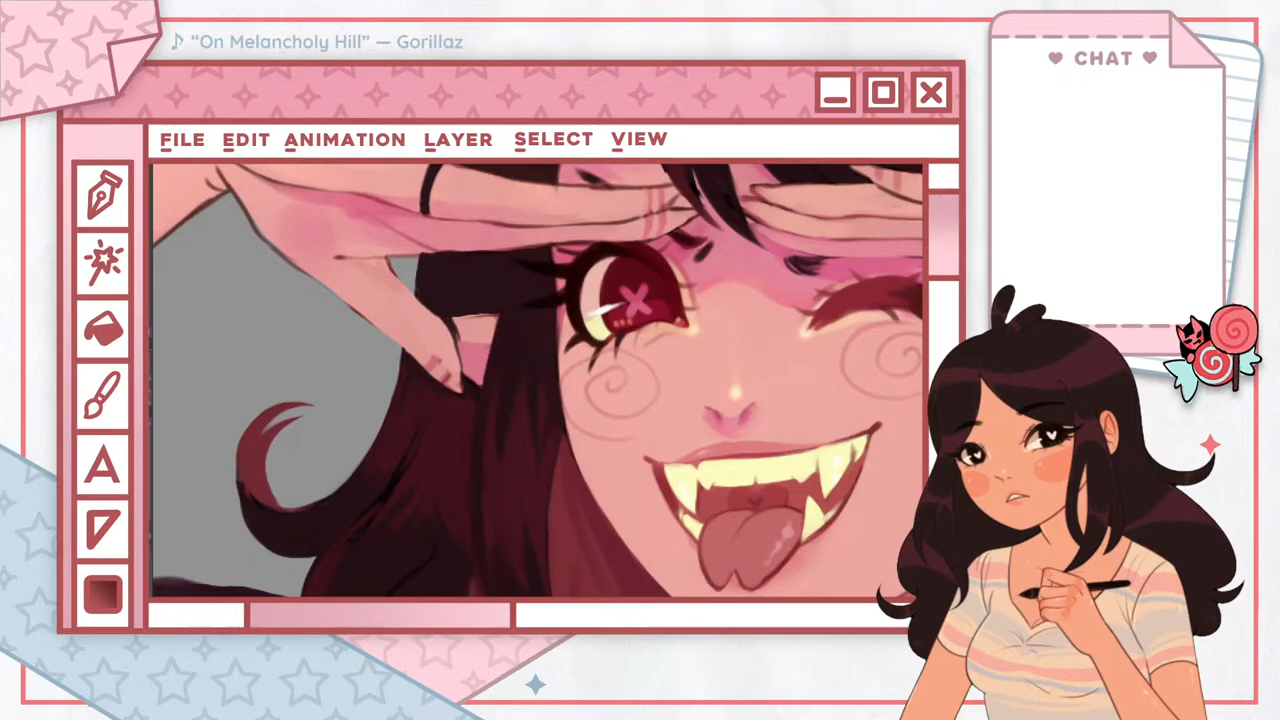 ♪ “On Melancholy Hill” — Gorillaz
♥ CHAT ♥
FILE EDIT ANIMATION LAYER SELECT VIEW
A